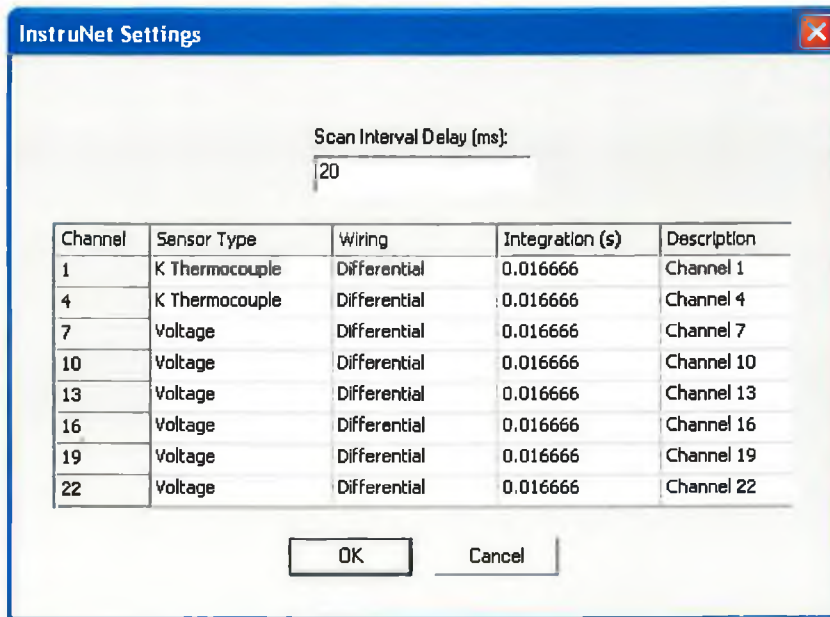 InstruNet Settings
Scan Interval Delay (ms):
20
Channel Sensor Type Wiring Integration (s) Description
1 K Thermocouple Differential 0.016666 Channel 1
4 K Thermocouple Differential 0.016666 Channel 4
7 Voltage Differential 0.016666 Channel 7
10 Voltage Differential 0.016666 Channel 10
13 Voltage Differential 0.016666 Channel 13
16 Voltage Differential 0.016666 Channel 16
19 Voltage Differential 0.016666 Channel 19
22 Voltage Differential 0.016666 Channel 22
OK Cancel